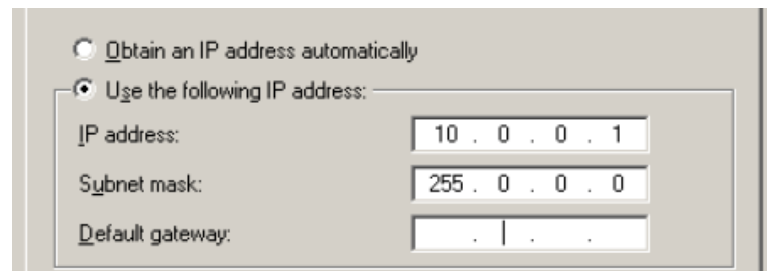 Obtain an IP address automatically
Use the following IP address:
IP address: 10 . 0 . 0 . 1
Subnet mask: 255 . 0 . 0 . 0
Default gateway: . . .